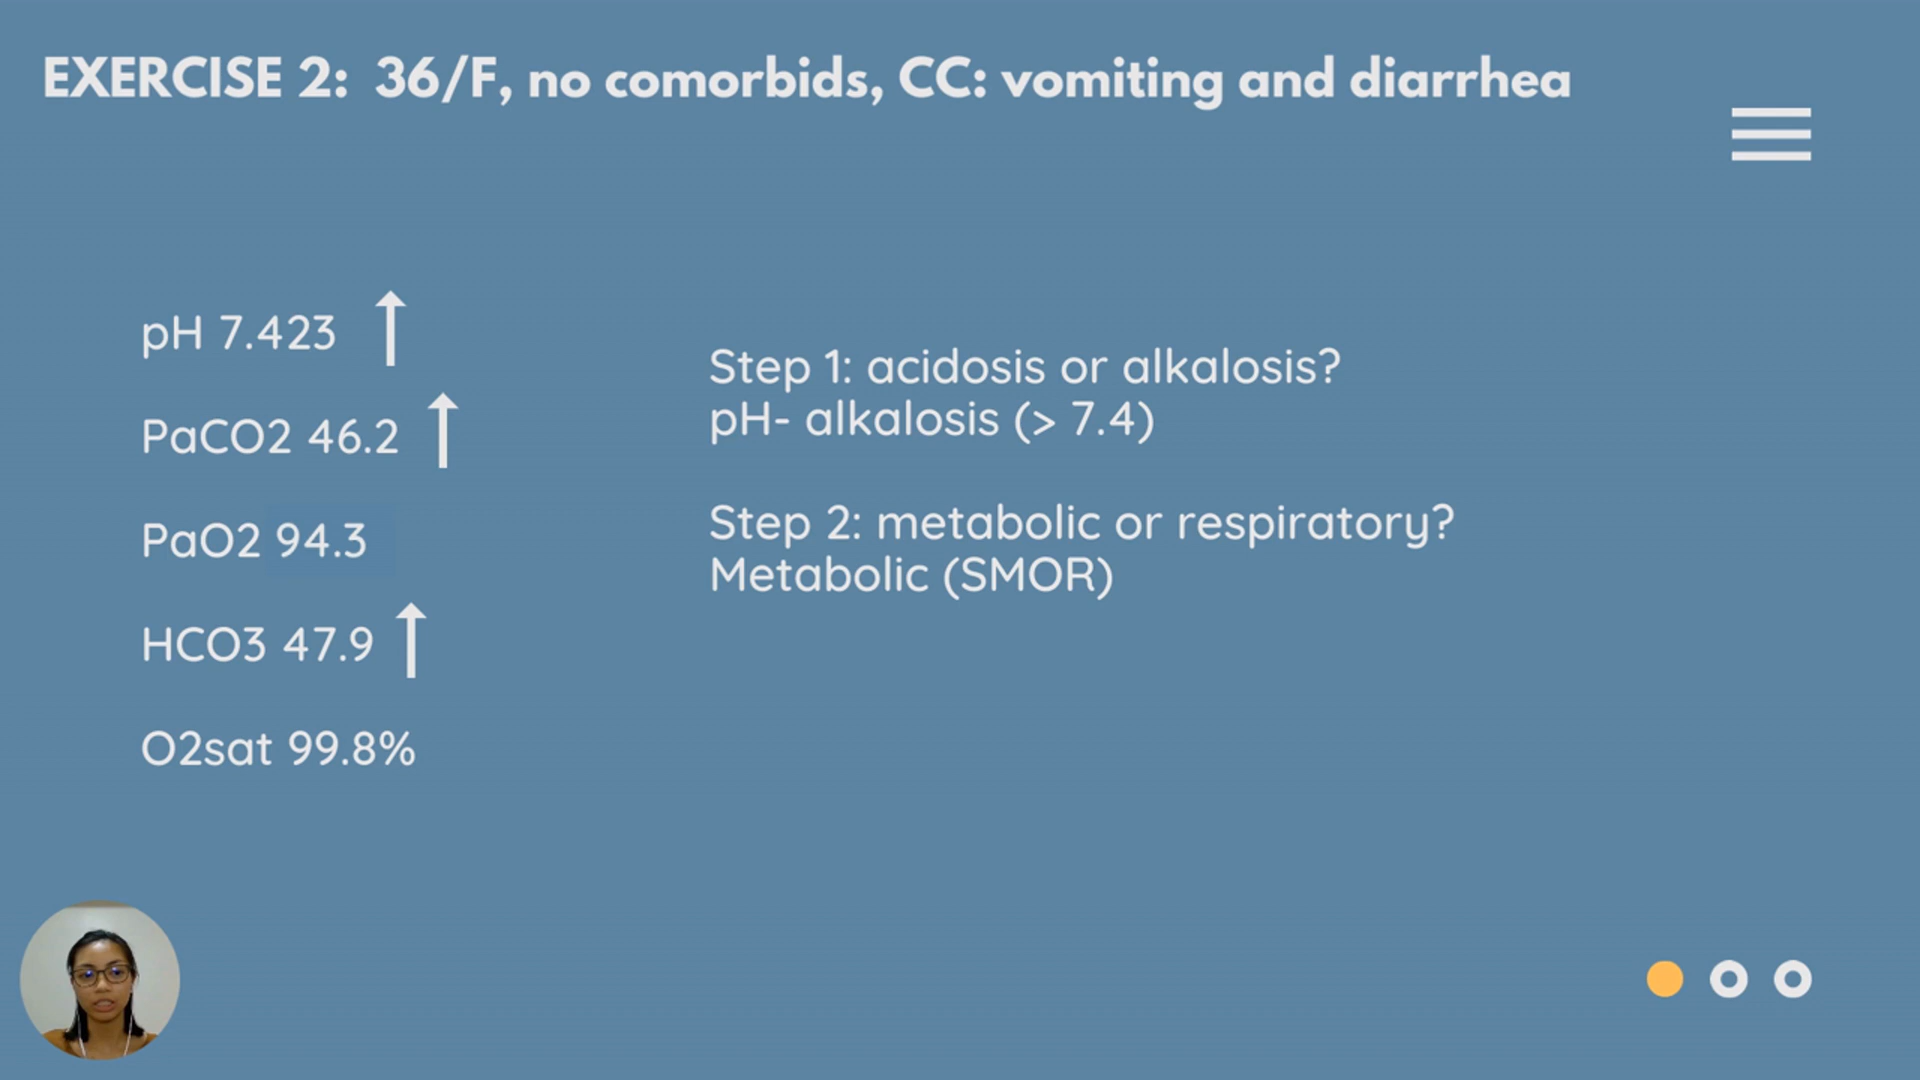 EXERCISE 2: 36/F, no comorbids, CC: vomiting and diarrhea
pH 7.423
PaCO2 46.2
PaO2 94.3
HCO3 47.9
O2sat 99.8%
Step 1: acidosis or alkalosis?
pH- alkalosis (> 7.4)
Step 2: metabolic or respiratory?
Metabolic (SMOR)